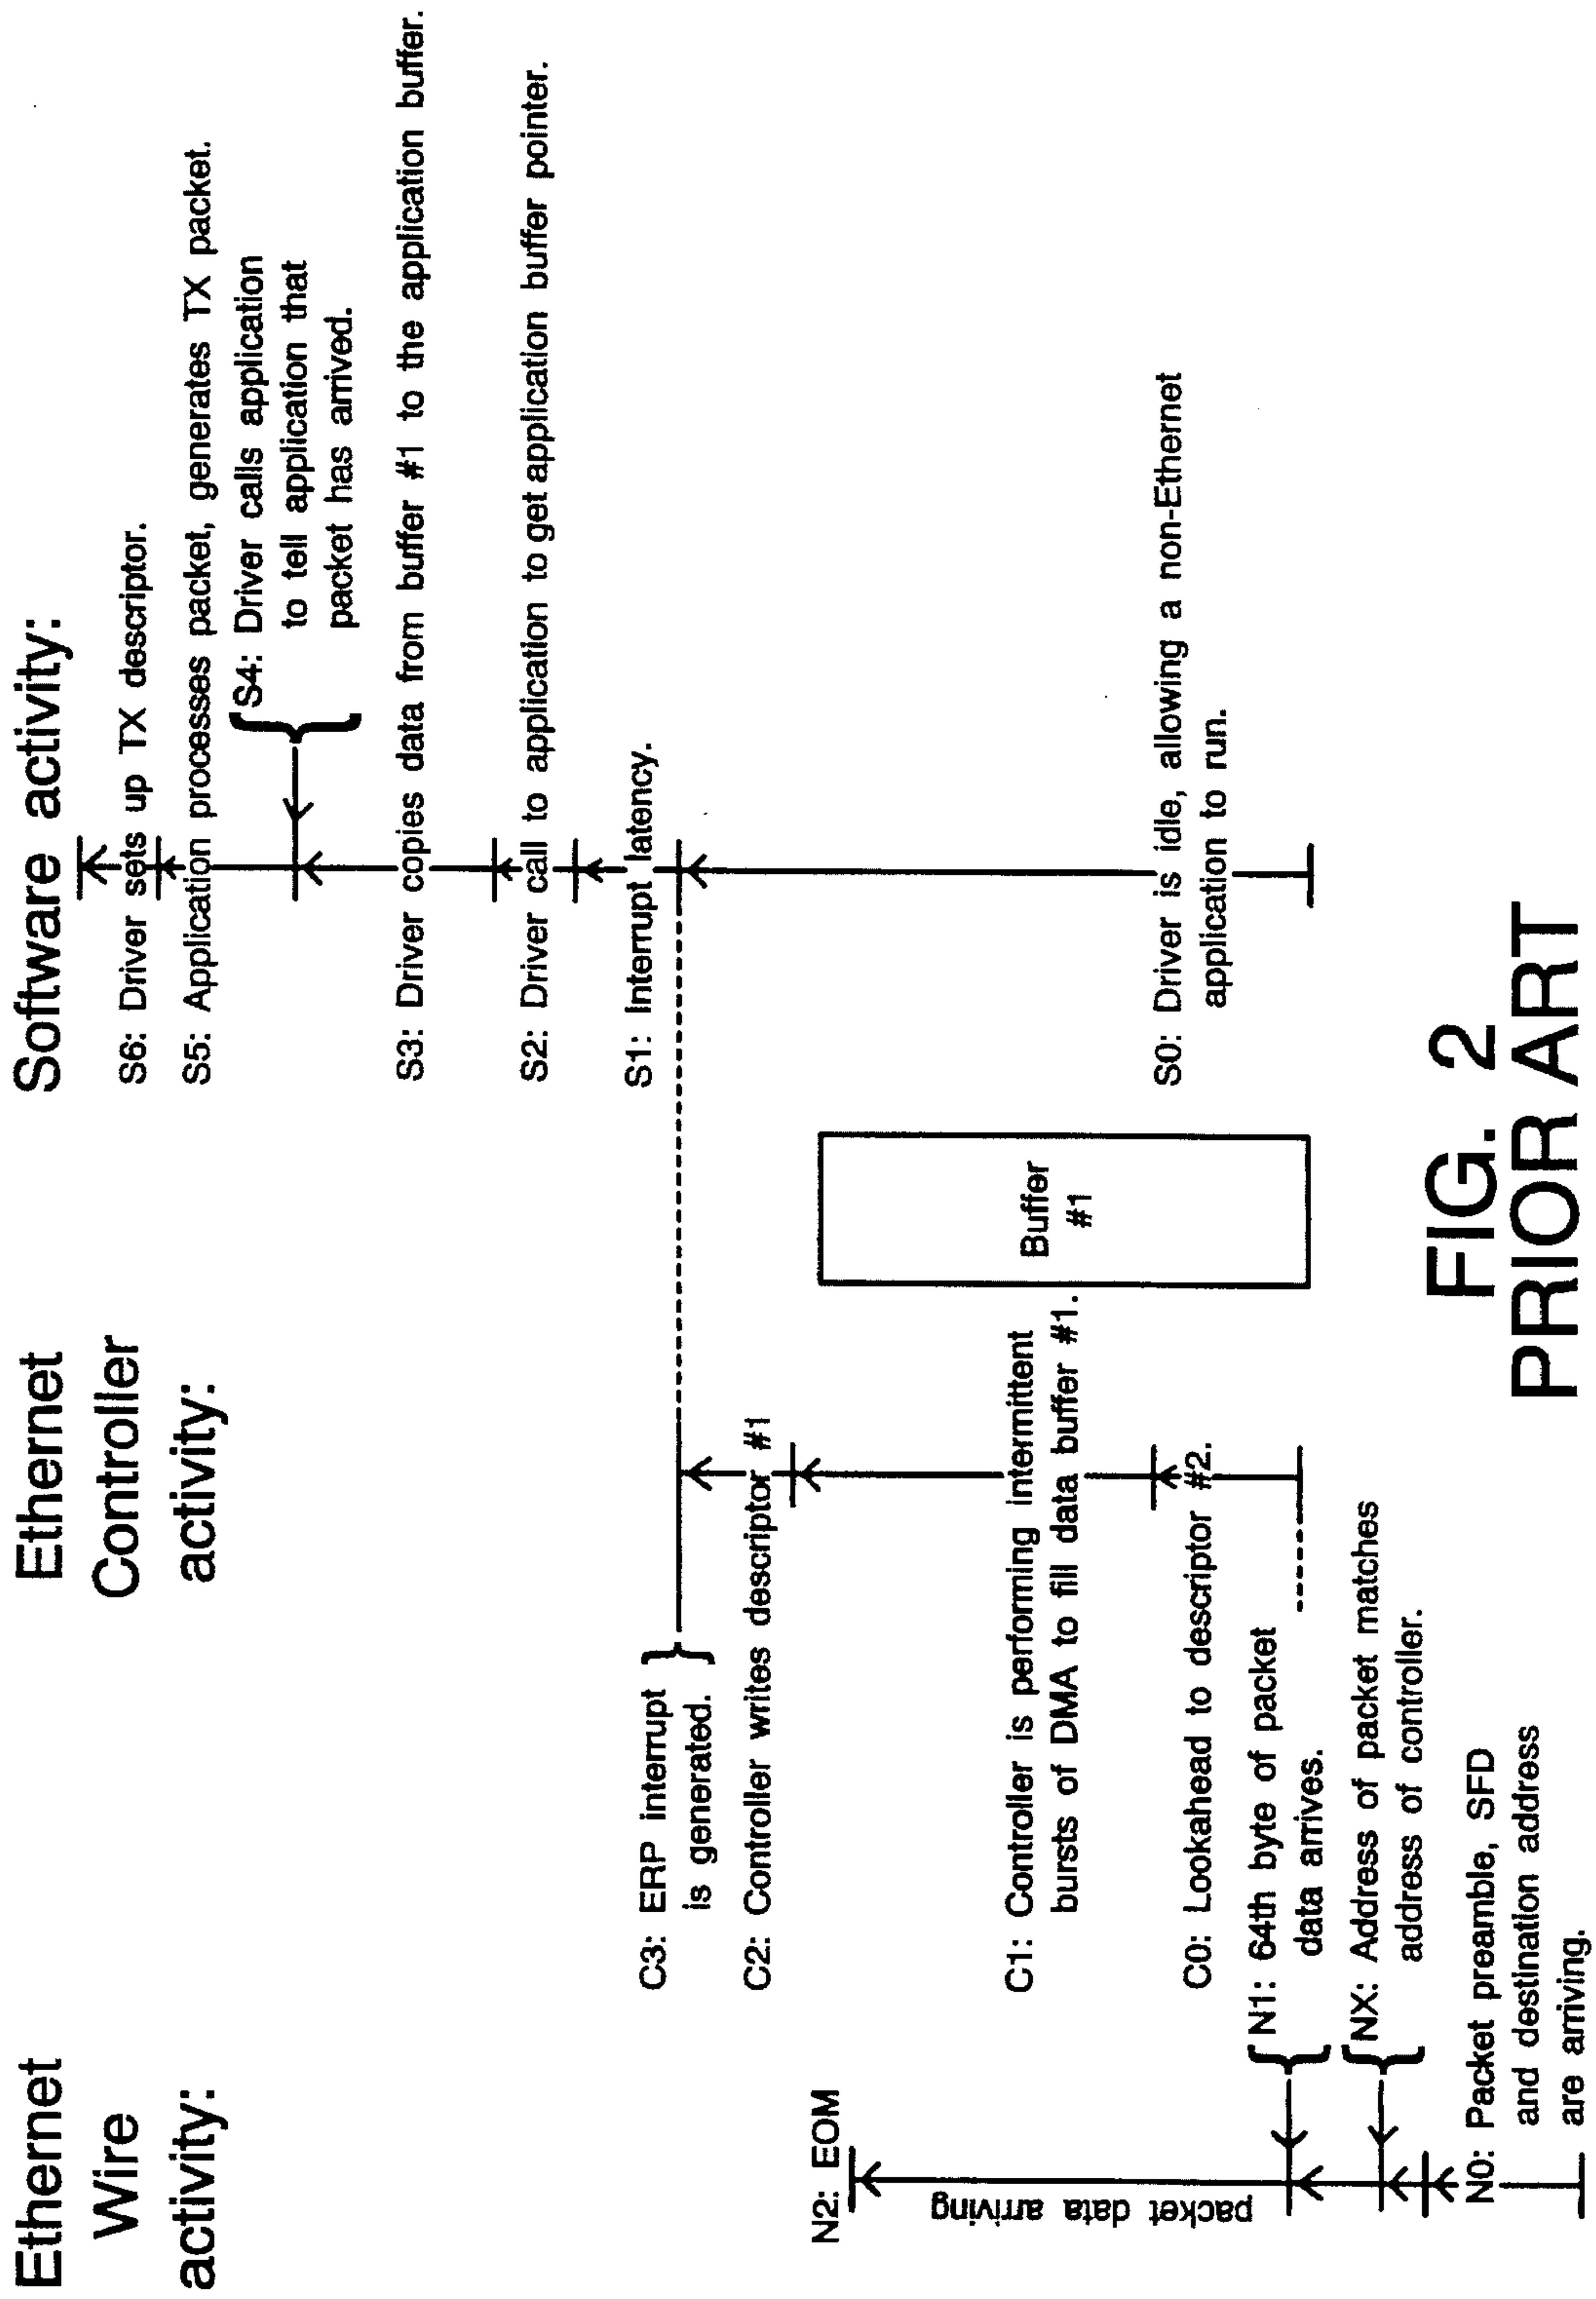 Ethernet
Wire
activity:
Ethernet
Controller
activity:
Software activity:
S6: Driver sets up TX descriptor.
S5: Application processes packet, generates TX packet.
S4: Driver calls application
to tell application that
packet has arrived.
S3: Driver copies data from buffer #1 to the application buffer.
S2: Driver call to application to get application buffer pointer.
S1: Interrupt latency.
C3: ERP interrupt
is generated.
C2: Controller writes descriptor #1
N2: EOM
packet data arriving
C1: Controller is performing intermittent
bursts of DMA to fill data buffer #1.
Buffer
#1
S0: Driver is idle, allowing a non-Ethernet
application to run.
C0: Lookahead to descriptor #2.
N1: 64th byte of packet
data arrives.
NX: Address of packet matches
address of controller.
N0: Packet preamble, SFD
and destination address
are arriving.
FIG. 2
PRIOR ART